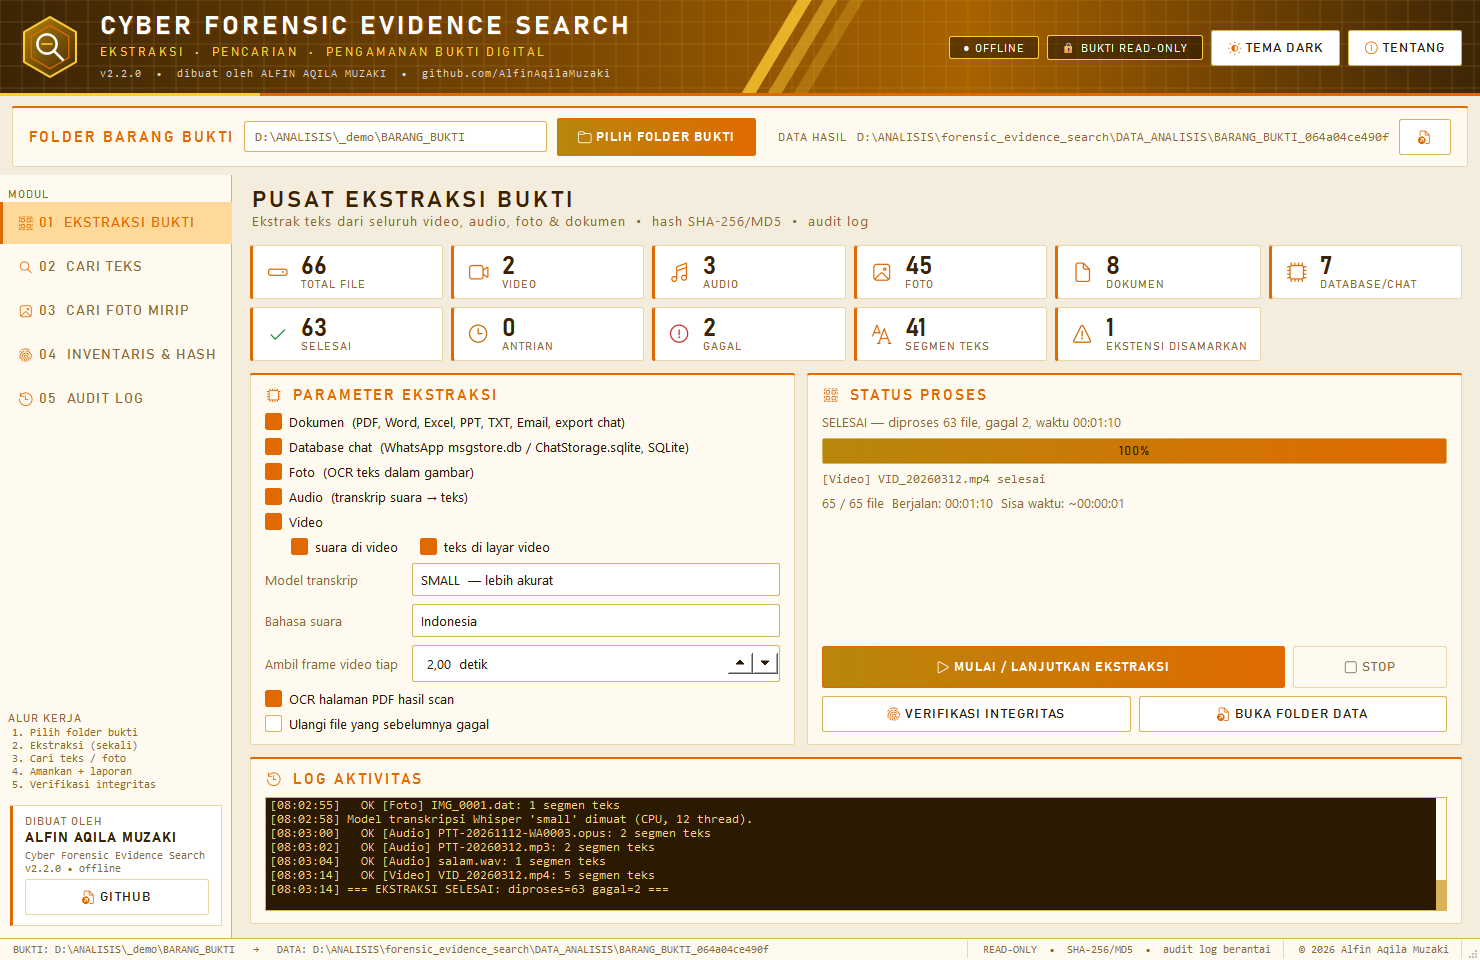 CYBER FORENSIC EVIDENCE SEARCH
EKSTRAKSI · PENCARIAN · PENGAMANAN BUKTI DIGITAL
v2.2.0 • dibuat oleh ALFIN AQILA MUZAKI • github.com/AlfinAqilaMuzaki
● OFFLINE
BUKTI READ-ONLY
TEMA DARK
TENTANG
FOLDER BARANG BUKTI
D:\ANALISIS\_demo\BARANG_BUKTI
PILIH FOLDER BUKTI
DATA HASIL D:\ANALISIS\forensic_evidence_search\DATA_ANALISIS\BARANG_BUKTI_064a04ce490f
MODUL
01 EKSTRAKSI BUKTI
02 CARI TEKS
03 CARI FOTO MIRIP
04 INVENTARIS & HASH
05 AUDIT LOG
ALUR KERJA
1. Pilih folder bukti
2. Ekstraksi (sekali)
3. Cari teks / foto
4. Amankan + laporan
5. Verifikasi integritas
DIBUAT OLEH
ALFIN AQILA MUZAKI
Cyber Forensic Evidence Search
v2.2.0 • offline
GITHUB
PUSAT EKSTRAKSI BUKTI
Ekstrak teks dari seluruh video, audio, foto & dokumen • hash SHA-256/MD5 • audit log
66
TOTAL FILE
2
VIDEO
3
AUDIO
45
FOTO
8
DOKUMEN
7
DATABASE/CHAT
63
SELESAI
0
ANTRIAN
2
GAGAL
41
SEGMEN TEKS
1
EKSTENSI DISAMARKAN
PARAMETER EKSTRAKSI
Dokumen (PDF, Word, Excel, PPT, TXT, Email, export chat)
Database chat (WhatsApp msgstore.db / ChatStorage.sqlite, SQLite)
Foto (OCR teks dalam gambar)
Audio (transkrip suara → teks)
Video
suara di video
teks di layar video
Model transkrip
SMALL — lebih akurat
Bahasa suara
Indonesia
Ambil frame video tiap
2,00 detik
OCR halaman PDF hasil scan
Ulangi file yang sebelumnya gagal
STATUS PROSES
SELESAI — diproses 63 file, gagal 2, waktu 00:01:10
100%
[Video] VID_20260312.mp4 selesai
65 / 65 file Berjalan: 00:01:10 Sisa waktu: ~00:00:01
MULAI / LANJUTKAN EKSTRAKSI
STOP
VERIFIKASI INTEGRITAS
BUKA FOLDER DATA
LOG AKTIVITAS
[08:02:55] OK [Foto] IMG_0001.dat: 1 segmen teks
[08:02:58] Model transkripsi Whisper 'small' dimuat (CPU, 12 thread).
[08:03:00] OK [Audio] PTT-20261112-WA0003.opus: 2 segmen teks
[08:03:02] OK [Audio] PTT-20260312.mp3: 2 segmen teks
[08:03:04] OK [Audio] salam.wav: 1 segmen teks
[08:03:14] OK [Video] VID_20260312.mp4: 5 segmen teks
[08:03:14] === EKSTRAKSI SELESAI: diproses=63 gagal=2 ===
BUKTI: D:\ANALISIS\_demo\BARANG_BUKTI → DATA: D:\ANALISIS\forensic_evidence_search\DATA_ANALISIS\BARANG_BUKTI_064a04ce490f
READ-ONLY • SHA-256/MD5 • audit log berantai
© 2026 Alfin Aqila Muzaki